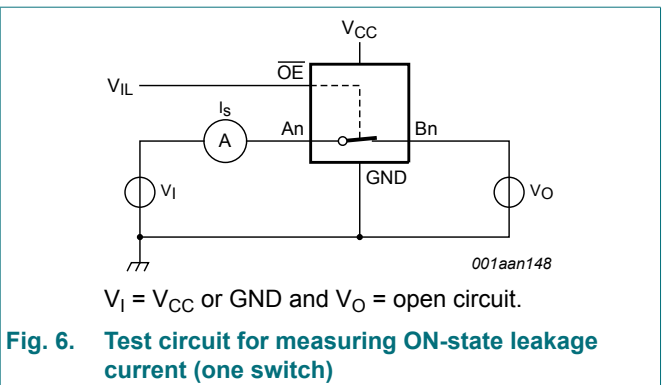 VCC
OE
VIL
IS
An
A
Bn
GND
VI
VO
001aan148
VI = VCC or GND and VO = open circuit.
Fig. 6. Test circuit for measuring ON-state leakage
current (one switch)